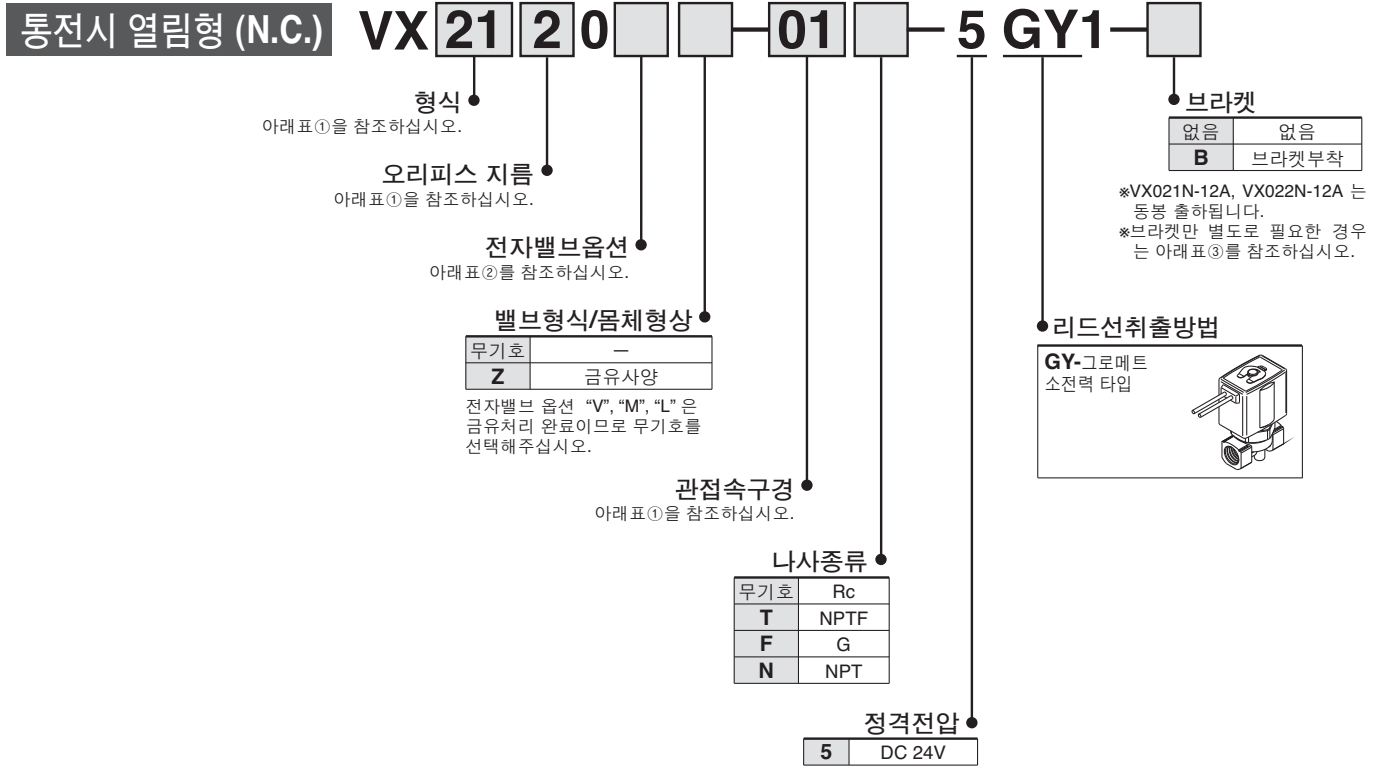 통전시 열림형 (N.C.)
VX 21 2 0 — 01 — 5 GY1 —
형식
아래표①을 참조하십시오.
오리피스 지름
아래표①을 참조하십시오.
전자밸브옵션
아래표②를 참조하십시오.
밸브형식/몸체형상
무기호 —
Z 금유사양
전자밸브 옵션 “V”, “M”, “L” 은
금유처리 완료이므로 무기호를
선택해주십시오.
관접속구경
아래표①을 참조하십시오.
나사종류
무기호 Rc
T NPTF
F G
N NPT
정격전압
5 DC 24V
리드선취출방법
GY-그로메트
소전력 타입
브라켓
없음 없음
B 브라켓부착
※VX021N-12A, VX022N-12A 는
동봉 출하됩니다.
※브라켓만 별도로 필요한 경우
는 아래표③를 참조하십시오.